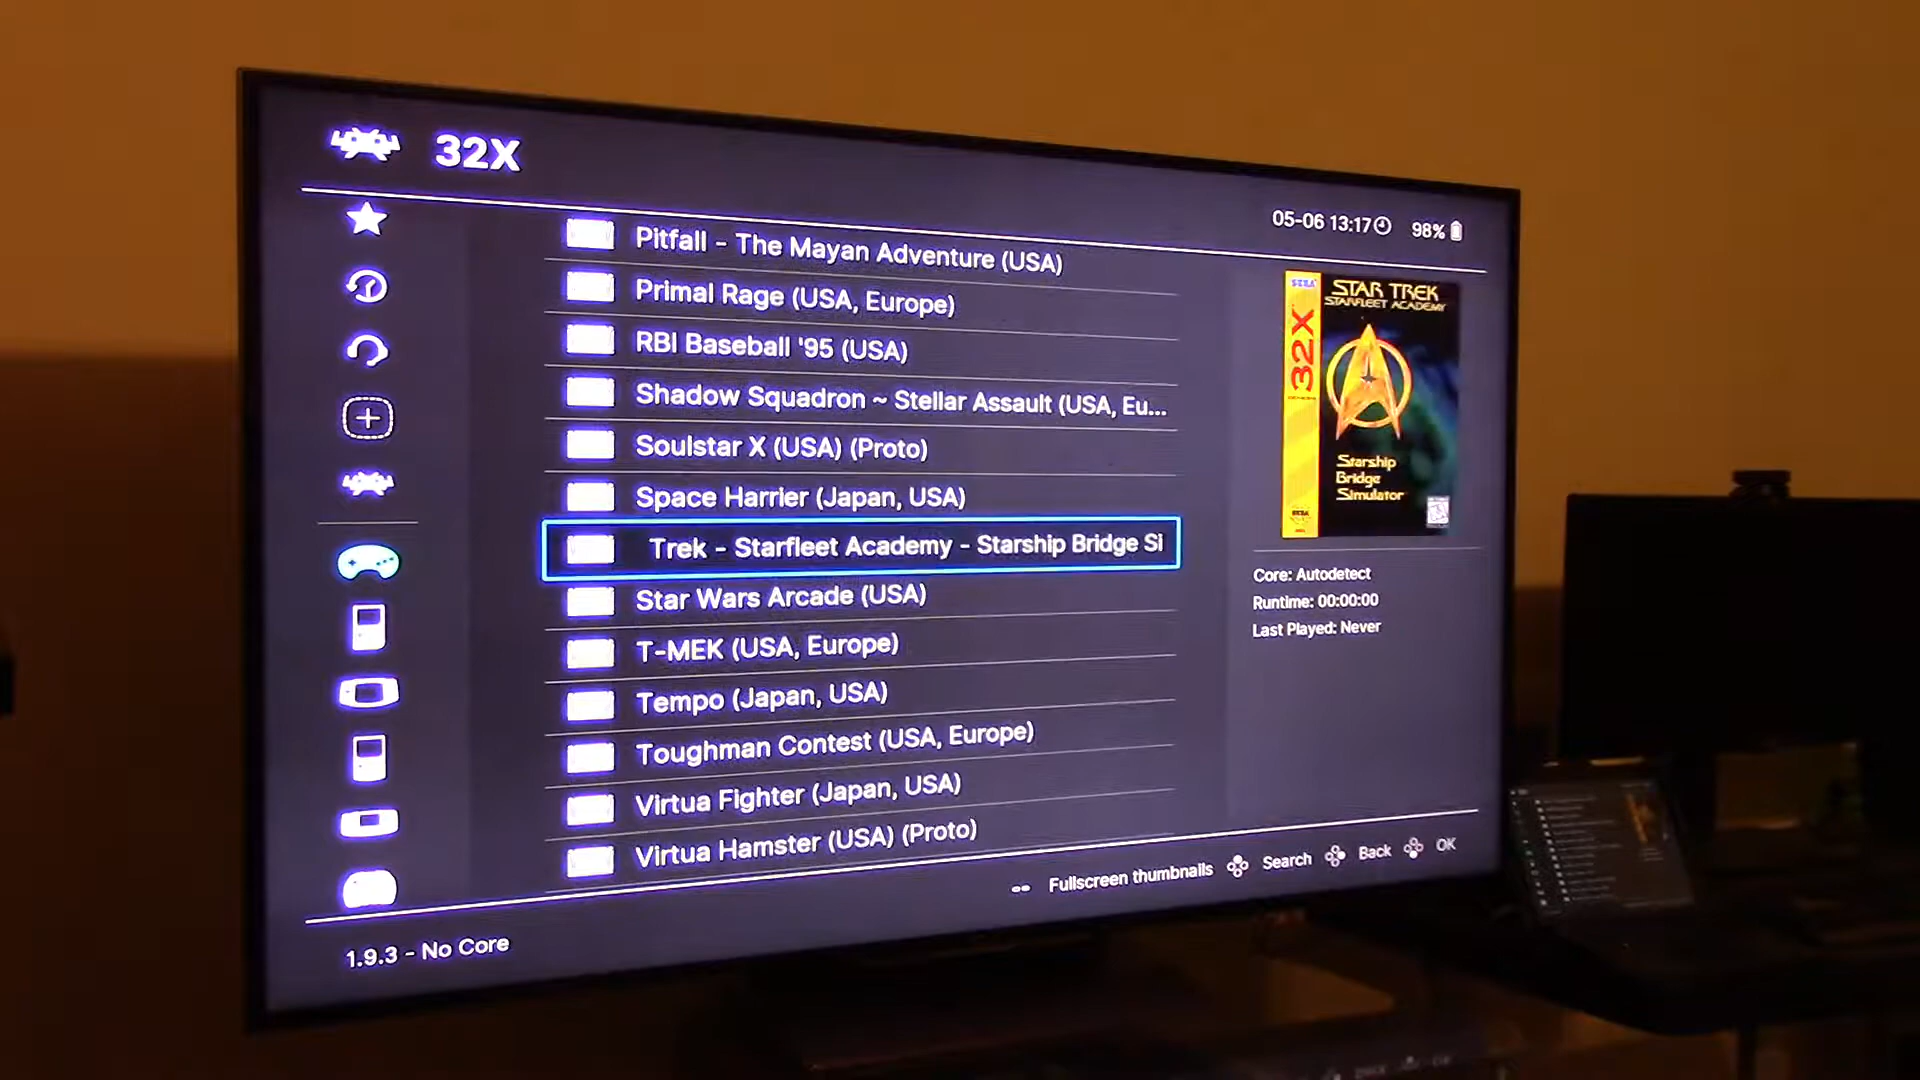 32X
05-06 13:17 98%
Pitfall - The Mayan Adventure (USA)
Primal Rage (USA, Europe)
RBI Baseball '95 (USA)
Shadow Squadron ~ Stellar Assault (USA, Eu...
Soulstar X (USA) (Proto)
Space Harrier (Japan, USA)
Trek - Starfleet Academy - Starship Bridge Si
Star Wars Arcade (USA)
T-MEK (USA, Europe)
Tempo (Japan, USA)
Toughman Contest (USA, Europe)
Virtua Fighter (Japan, USA)
Virtua Hamster (USA) (Proto)
SEGA
32X
STAR TREK
STARFLEET ACADEMY
Starship
Bridge
Simulator
SEGA
Core: Autodetect
Runtime: 00:00:00
Last Played: Never
Fullscreen thumbnails Search Back OK
1.9.3 - No Core